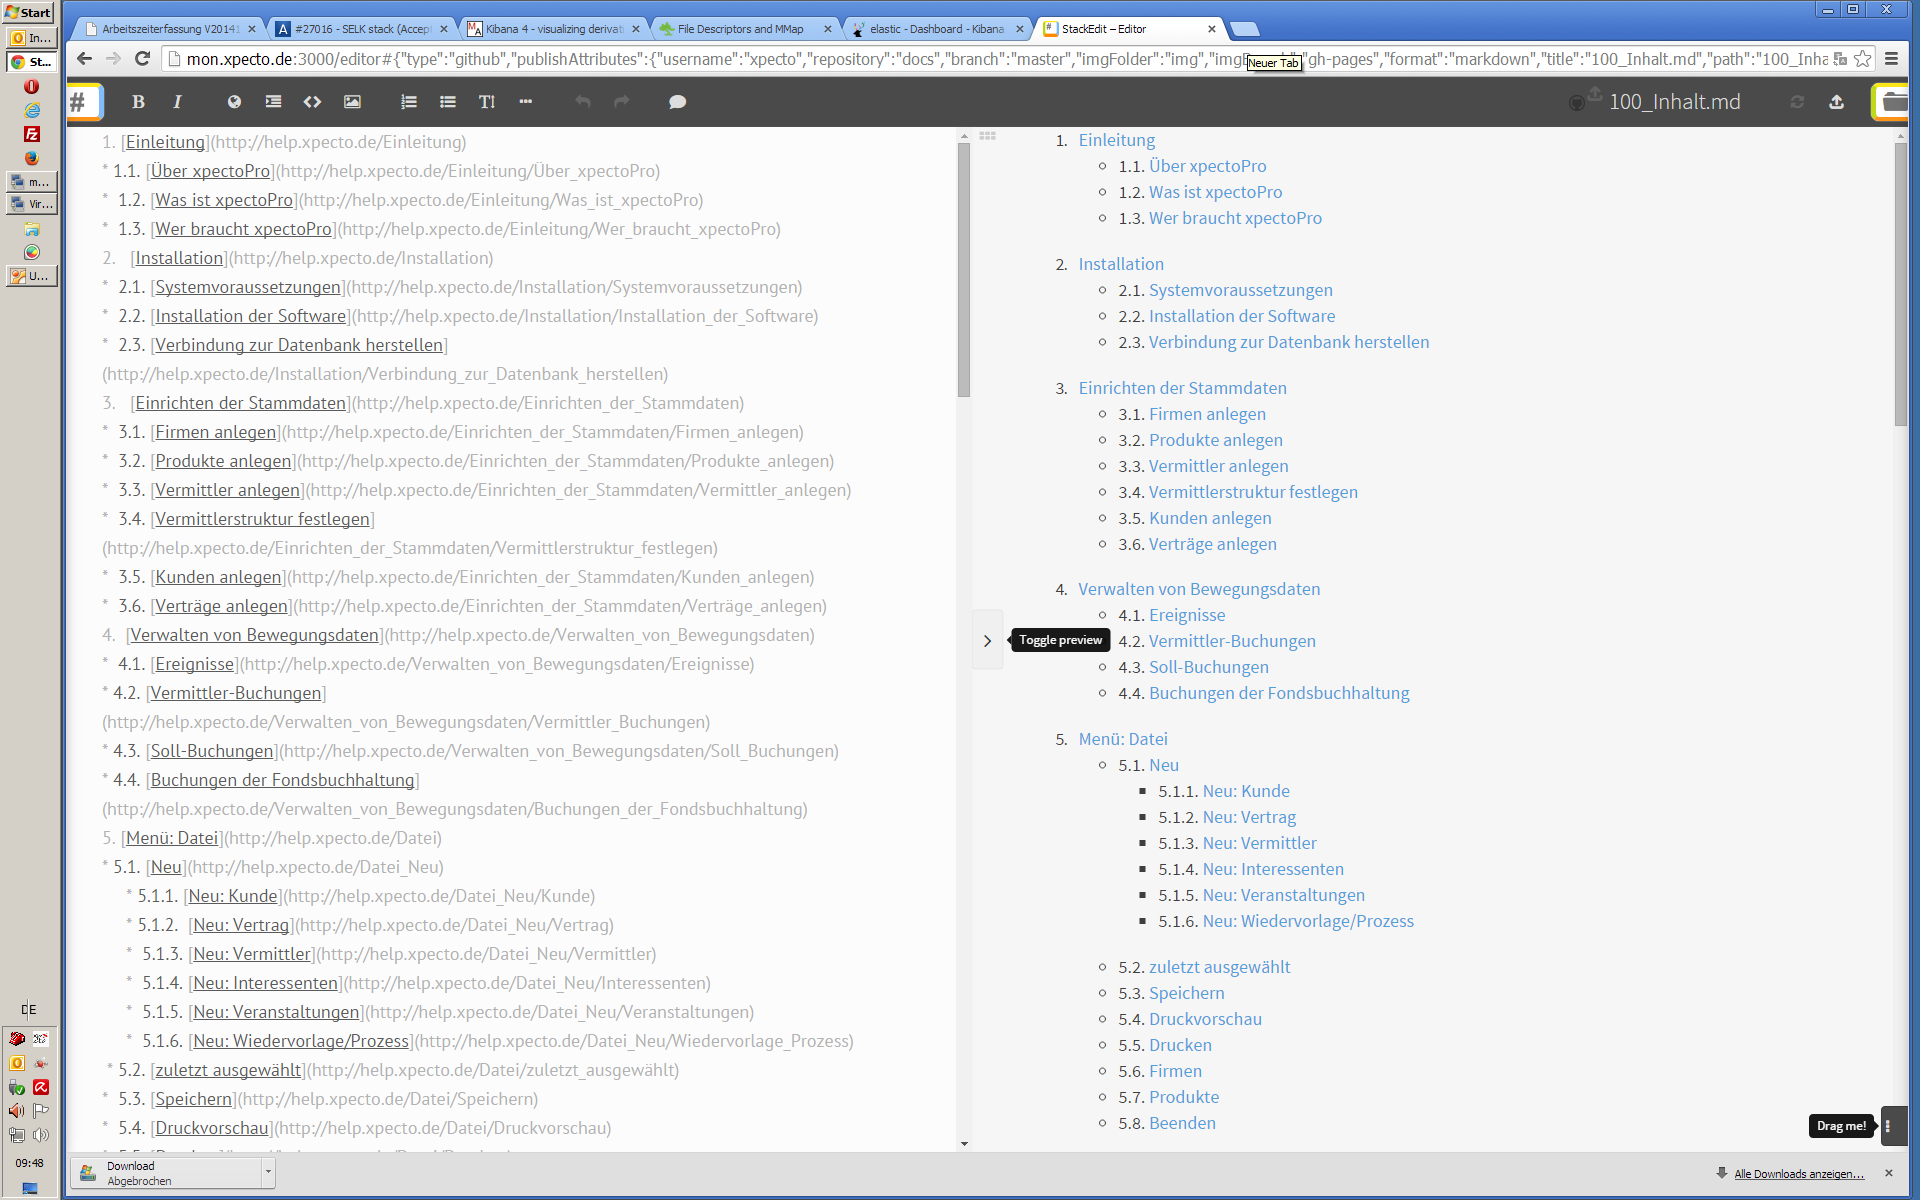 Start
In...
St...
m...
Vir...
U...
DE
09:48
Arbeitszeiterfassung V20141
#27016 - SELK stack (Accep
Kibana 4 - visualizing derivati
File Descriptors and MMap
elastic - Dashboard - Kibana
StackEdit – Editor
mon.xpecto.de:3000/editor#{"type":"github","publishAttributes":{"username":"xpecto","repository":"docs","branch":"master","imgFolder":"img","imgB
"gh-pages","format":"markdown","title":"100_Inhalt.md","path":"100_Inha
Neuer Tab
100_Inhalt.md
1. [Einleitung](http://help.xpecto.de/Einleitung)
* 1.1. [Über xpectoPro](http://help.xpecto.de/Einleitung/Über_xpectoPro)
* 1.2. [Was ist xpectoPro](http://help.xpecto.de/Einleitung/Was_ist_xpectoPro)
* 1.3. [Wer braucht xpectoPro](http://help.xpecto.de/Einleitung/Wer_braucht_xpectoPro)
2. [Installation](http://help.xpecto.de/Installation)
* 2.1. [Systemvoraussetzungen](http://help.xpecto.de/Installation/Systemvoraussetzungen)
* 2.2. [Installation der Software](http://help.xpecto.de/Installation/Installation_der_Software)
* 2.3. [Verbindung zur Datenbank herstellen]
(http://help.xpecto.de/Installation/Verbindung_zur_Datenbank_herstellen)
3. [Einrichten der Stammdaten](http://help.xpecto.de/Einrichten_der_Stammdaten)
* 3.1. [Firmen anlegen](http://help.xpecto.de/Einrichten_der_Stammdaten/Firmen_anlegen)
* 3.2. [Produkte anlegen](http://help.xpecto.de/Einrichten_der_Stammdaten/Produkte_anlegen)
* 3.3. [Vermittler anlegen](http://help.xpecto.de/Einrichten_der_Stammdaten/Vermittler_anlegen)
* 3.4. [Vermittlerstruktur festlegen]
(http://help.xpecto.de/Einrichten_der_Stammdaten/Vermittlerstruktur_festlegen)
* 3.5. [Kunden anlegen](http://help.xpecto.de/Einrichten_der_Stammdaten/Kunden_anlegen)
* 3.6. [Verträge anlegen](http://help.xpecto.de/Einrichten_der_Stammdaten/Verträge_anlegen)
4. [Verwalten von Bewegungsdaten](http://help.xpecto.de/Verwalten_von_Bewegungsdaten)
* 4.1. [Ereignisse](http://help.xpecto.de/Verwalten_von_Bewegungsdaten/Ereignisse)
* 4.2. [Vermittler-Buchungen]
(http://help.xpecto.de/Verwalten_von_Bewegungsdaten/Vermittler_Buchungen)
* 4.3. [Soll-Buchungen](http://help.xpecto.de/Verwalten_von_Bewegungsdaten/Soll_Buchungen)
* 4.4. [Buchungen der Fondsbuchhaltung]
(http://help.xpecto.de/Verwalten_von_Bewegungsdaten/Buchungen_der_Fondsbuchhaltung)
5. [Menü: Datei](http://help.xpecto.de/Datei)
* 5.1. [Neu](http://help.xpecto.de/Datei_Neu)
* 5.1.1. [Neu: Kunde](http://help.xpecto.de/Datei_Neu/Kunde)
* 5.1.2. [Neu: Vertrag](http://help.xpecto.de/Datei_Neu/Vertrag)
* 5.1.3. [Neu: Vermittler](http://help.xpecto.de/Datei_Neu/Vermittler)
* 5.1.4. [Neu: Interessenten](http://help.xpecto.de/Datei_Neu/Interessenten)
* 5.1.5. [Neu: Veranstaltungen](http://help.xpecto.de/Datei_Neu/Veranstaltungen)
* 5.1.6. [Neu: Wiedervorlage/Prozess](http://help.xpecto.de/Datei_Neu/Wiedervorlage_Prozess)
* 5.2. [zuletzt ausgewählt](http://help.xpecto.de/Datei/zuletzt_ausgewählt)
* 5.3. [Speichern](http://help.xpecto.de/Datei/Speichern)
* 5.4. [Druckvorschau](http://help.xpecto.de/Datei/Druckvorschau)
Toggle preview
1. Einleitung
1.1. Über xpectoPro
1.2. Was ist xpectoPro
1.3. Wer braucht xpectoPro
2. Installation
2.1. Systemvoraussetzungen
2.2. Installation der Software
2.3. Verbindung zur Datenbank herstellen
3. Einrichten der Stammdaten
3.1. Firmen anlegen
3.2. Produkte anlegen
3.3. Vermittler anlegen
3.4. Vermittlerstruktur festlegen
3.5. Kunden anlegen
3.6. Verträge anlegen
4. Verwalten von Bewegungsdaten
4.1. Ereignisse
4.2. Vermittler-Buchungen
4.3. Soll-Buchungen
4.4. Buchungen der Fondsbuchhaltung
5. Menü: Datei
5.1. Neu
5.1.1. Neu: Kunde
5.1.2. Neu: Vertrag
5.1.3. Neu: Vermittler
5.1.4. Neu: Interessenten
5.1.5. Neu: Veranstaltungen
5.1.6. Neu: Wiedervorlage/Prozess
5.2. zuletzt ausgewählt
5.3. Speichern
5.4. Druckvorschau
5.5. Drucken
5.6. Firmen
5.7. Produkte
5.8. Beenden
Drag me!
Download
Abgebrochen
Alle Downloads anzeigen...